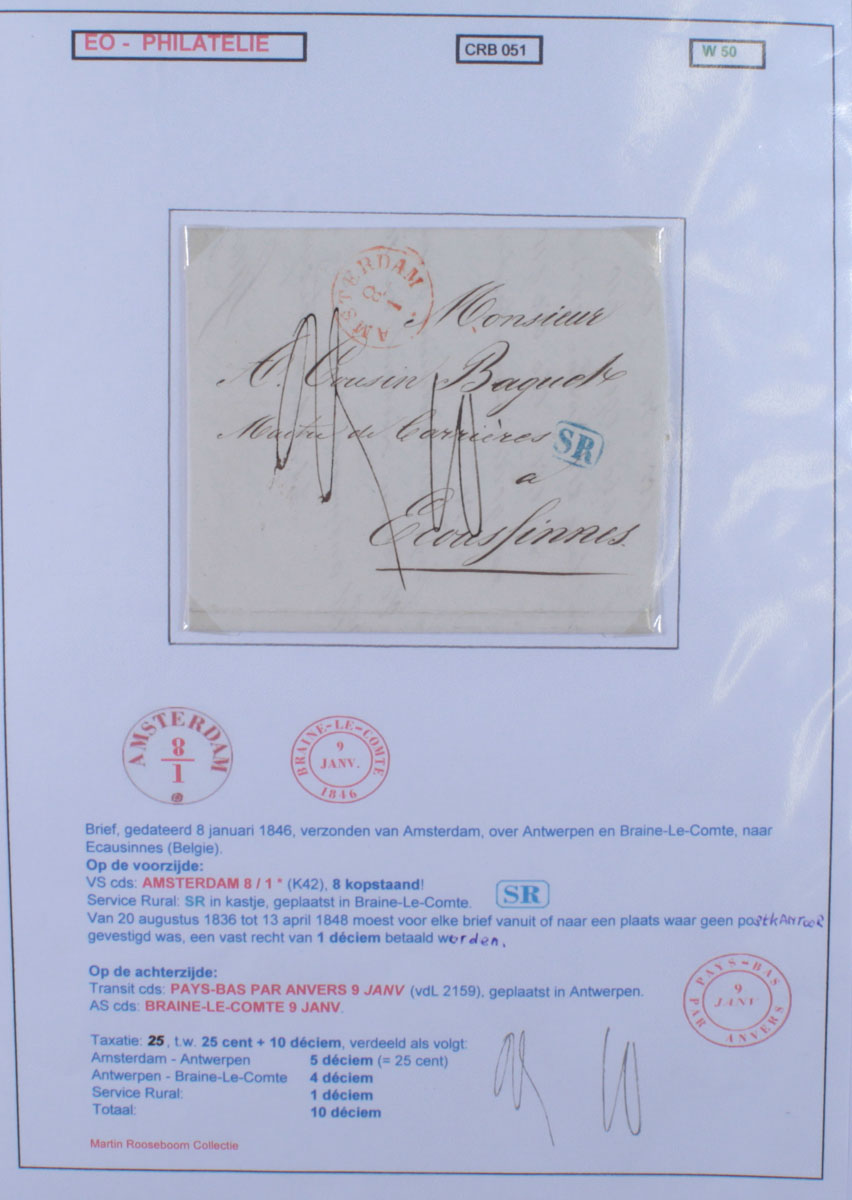 EO - PHILATELIE
CRB 051
W 50
AMSTERDAM
8
1
Monsieur
A. Cousin Baguet
Maitre de Carrières
SR
a
Ecaussinnes.
10
AMSTERDAM
8
1
BRAINE-LE-COMTE
9
JANV.
1846
Brief, gedateerd 8 januari 1846, verzonden van Amsterdam, over Antwerpen en Braine-Le-Comte, naar
Ecausinnes (Belgie).
Op de voorzijde:
VS cds: AMSTERDAM 8 / 1 * (K42), 8 kopstaand!
Service Rural: SR in kastje, geplaatst in Braine-Le-Comte.
SR
Van 20 augustus 1836 tot 13 april 1848 moest voor elke brief vanuit of naar een plaats waar geen postkantoor
gevestigd was, een vast recht van 1 déciem betaald worden.
Op de achterzijde:
Transit cds: PAYS-BAS PAR ANVERS 9 JANV (vdL 2159), geplaatst in Antwerpen.
AS cds: BRAINE-LE-COMTE 9 JANV.
PAYS-BAS
9
JANV
PAR ANVERS
Taxatie: 25, t.w. 25 cent + 10 déciem, verdeeld als volgt:
Amsterdam - Antwerpen 5 déciem (= 25 cent)
Antwerpen - Braine-Le-Comte 4 déciem
Service Rural: 1 déciem
Totaal: 10 déciem
25 10
Martin Rooseboom Collectie